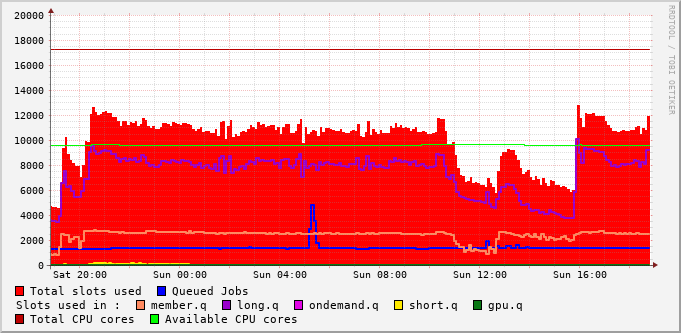 20000
18000
16000
14000
12000
10000
8000
6000
4000
2000
0
Sat 20:00 Sun 00:00 Sun 04:00 Sun 08:00 Sun 12:00 Sun 16:00
RRDTOOL / TOBI OETIKER
Total slots used Queued Jobs
Slots used in : member.q long.q ondemand.q short.q gpu.q
Total CPU cores Available CPU cores